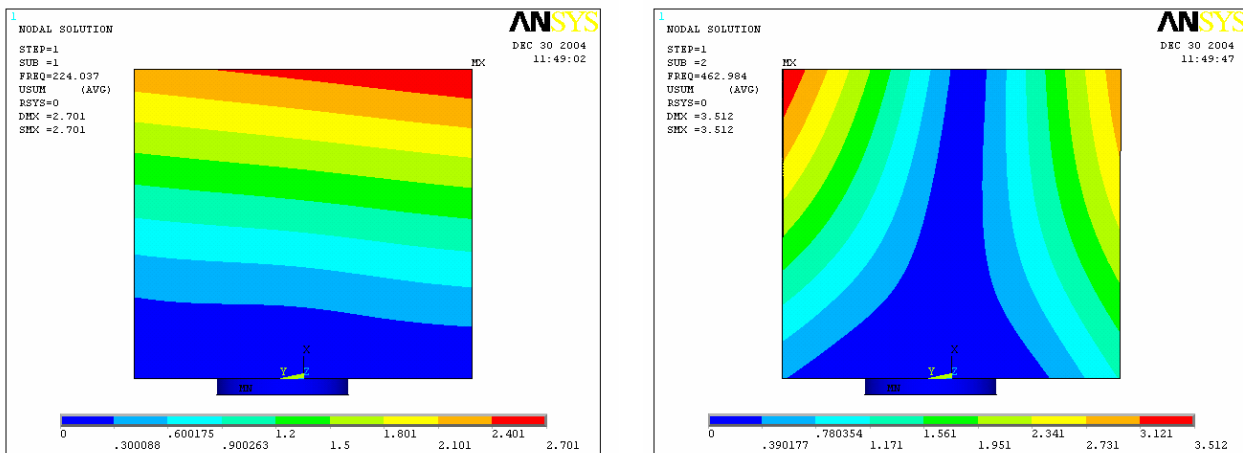 1
NODAL SOLUTION
STEP=1
SUB =1
FREQ=224.037
USUM (AVG)
RSYS=0
DMX =2.701
SMX =2.701
ANSYS
DEC 30 2004
11:49:02
MX
X
Y Z
MN
0 .600175 1.2 1.801 2.401
.300088 .900263 1.5 2.101 2.701
1
NODAL SOLUTION
STEP=1
SUB =2
FREQ=462.984
USUM (AVG)
RSYS=0
DMX =3.512
SMX =3.512
ANSYS
DEC 30 2004
11:49:47
MX
X
Y Z
MN
0 .780354 1.561 2.341 3.121
.390177 1.171 1.951 2.731 3.512